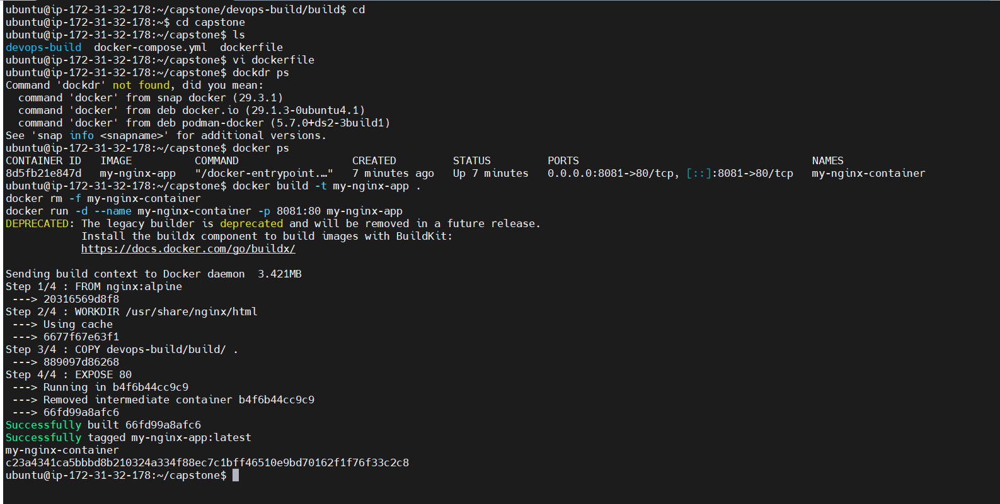 ubuntu@ip-172-31-32-178:~/capstone/devops-build/build$ cd
ubuntu@ip-172-31-32-178:~$ cd capstone
ubuntu@ip-172-31-32-178:~/capstone$ ls
devops-build  docker-compose.yml  dockerfile
ubuntu@ip-172-31-32-178:~/capstone$ vi dockerfile
ubuntu@ip-172-31-32-178:~/capstone$ dockdr ps
Command 'dockdr' not found, did you mean:
  command 'docker' from snap docker (29.3.1)
  command 'docker' from deb docker.io (29.1.3-0ubuntu4.1)
  command 'docker' from deb podman-docker (5.7.0+ds2-3build1)
See 'snap info <snapname>' for additional versions.
ubuntu@ip-172-31-32-178:~/capstone$ docker ps
CONTAINER ID   IMAGE          COMMAND                  CREATED         STATUS         PORTS                                     NAMES
8d5fb21e847d   my-nginx-app   "/docker-entrypoint.…"   7 minutes ago   Up 7 minutes   0.0.0.0:8081->80/tcp, [::]:8081->80/tcp   my-nginx-container
ubuntu@ip-172-31-32-178:~/capstone$ docker build -t my-nginx-app .
docker rm -f my-nginx-container
docker run -d --name my-nginx-container -p 8081:80 my-nginx-app
DEPRECATED: The legacy builder is deprecated and will be removed in a future release.
            Install the buildx component to build images with BuildKit:
            https://docs.docker.com/go/buildx/
Sending build context to Docker daemon  3.421MB
Step 1/4 : FROM nginx:alpine
 ---> 20316569d8f8
Step 2/4 : WORKDIR /usr/share/nginx/html
 ---> Using cache
 ---> 6677f67e63f1
Step 3/4 : COPY devops-build/build/ .
 ---> 889097d86268
Step 4/4 : EXPOSE 80
 ---> Running in b4f6b44cc9c9
 ---> Removed intermediate container b4f6b44cc9c9
 ---> 66fd99a8afc6
Successfully built 66fd99a8afc6
Successfully tagged my-nginx-app:latest
my-nginx-container
c23a4341ca5bbbd8b210324a334f88ec7c1bff46510e9bd70162f1f76f33c2c8
ubuntu@ip-172-31-32-178:~/capstone$